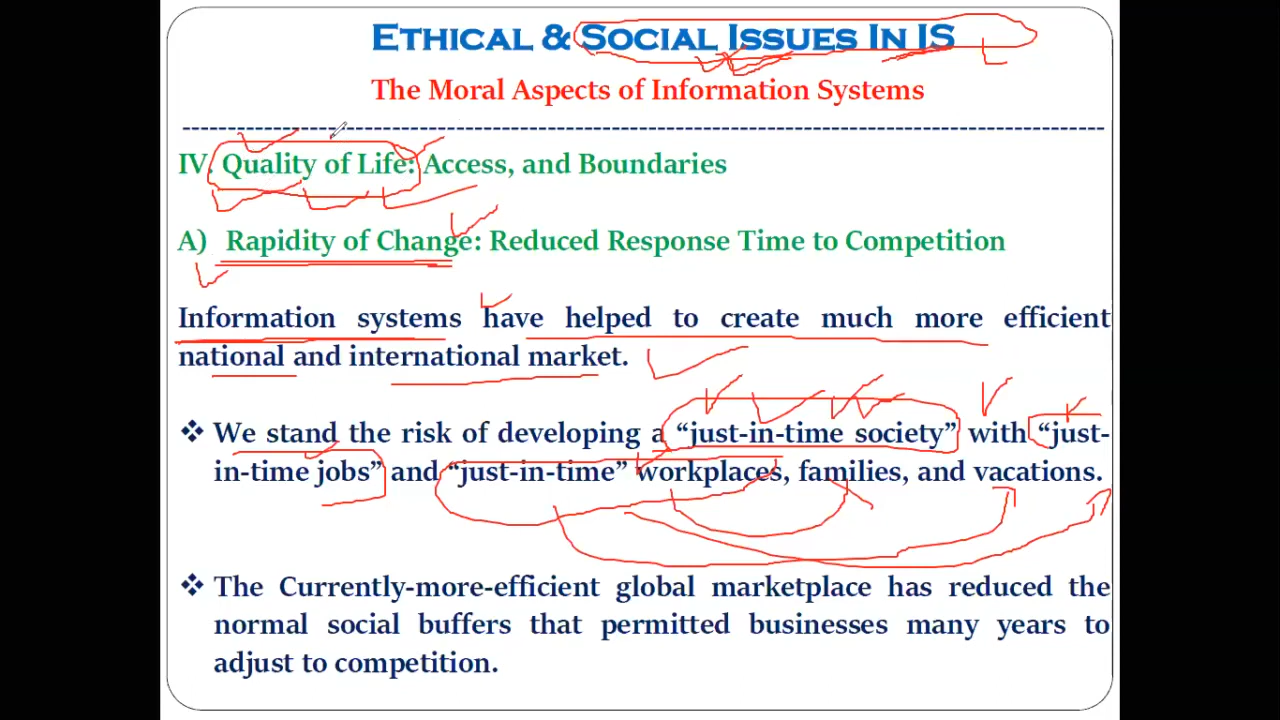 ETHICAL & SOCIAL ISSUES IN IS
The Moral Aspects of Information Systems
IV. Quality of Life: Access, and Boundaries
A) Rapidity of Change: Reduced Response Time to Competition
Information systems have helped to create much more efficient
national and international market.
❖ We stand the risk of developing a “just-in-time society” with “just-
in-time jobs” and “just-in-time” workplaces, families, and vacations.
❖ The Currently-more-efficient global marketplace has reduced the
normal social buffers that permitted businesses many years to
adjust to competition.